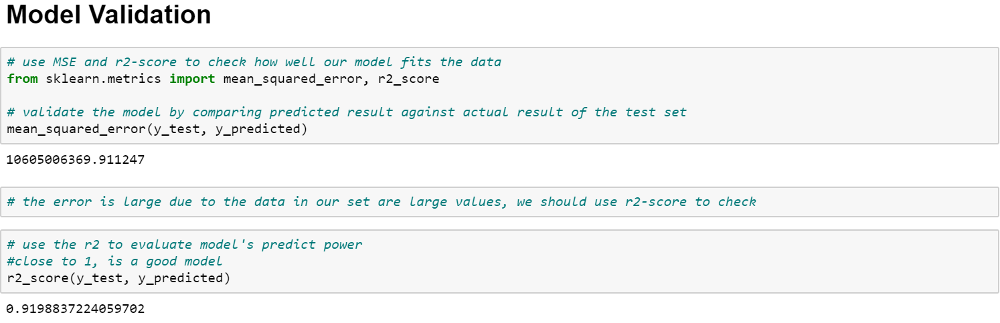 Model Validation
# use MSE and r2-score to check how well our model fits the data
from sklearn.metrics import mean_squared_error, r2_score
# validate the model by comparing predicted result against actual result of the test set
mean_squared_error(y_test, y_predicted)
10605006369.911247
# the error is large due to the data in our set are large values, we should use r2-score to check
# use the r2 to evaluate model's predict power
#close to 1, is a good model
r2_score(y_test, y_predicted)
0.9198837224059702